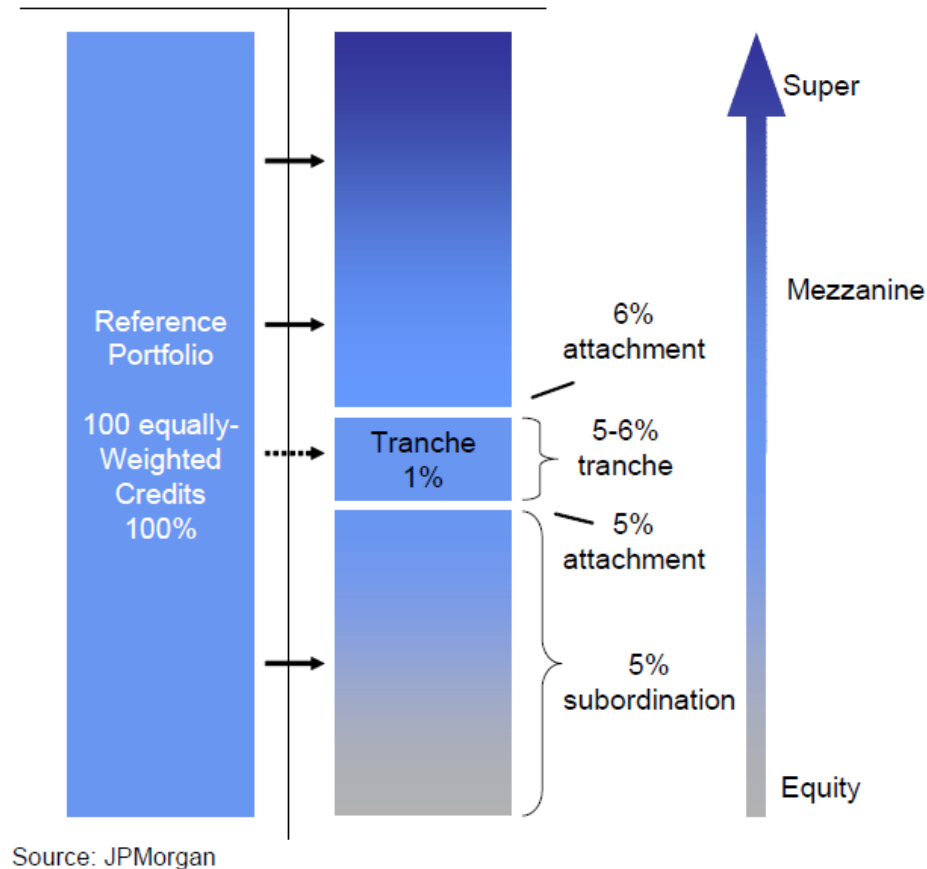 Super
Mezzanine
Reference
Portfolio
100 equally-
Weighted
Credits
100%
6%
attachment
Tranche
1%
5-6%
tranche
5%
attachment
5%
subordination
Equity
Source: JPMorgan